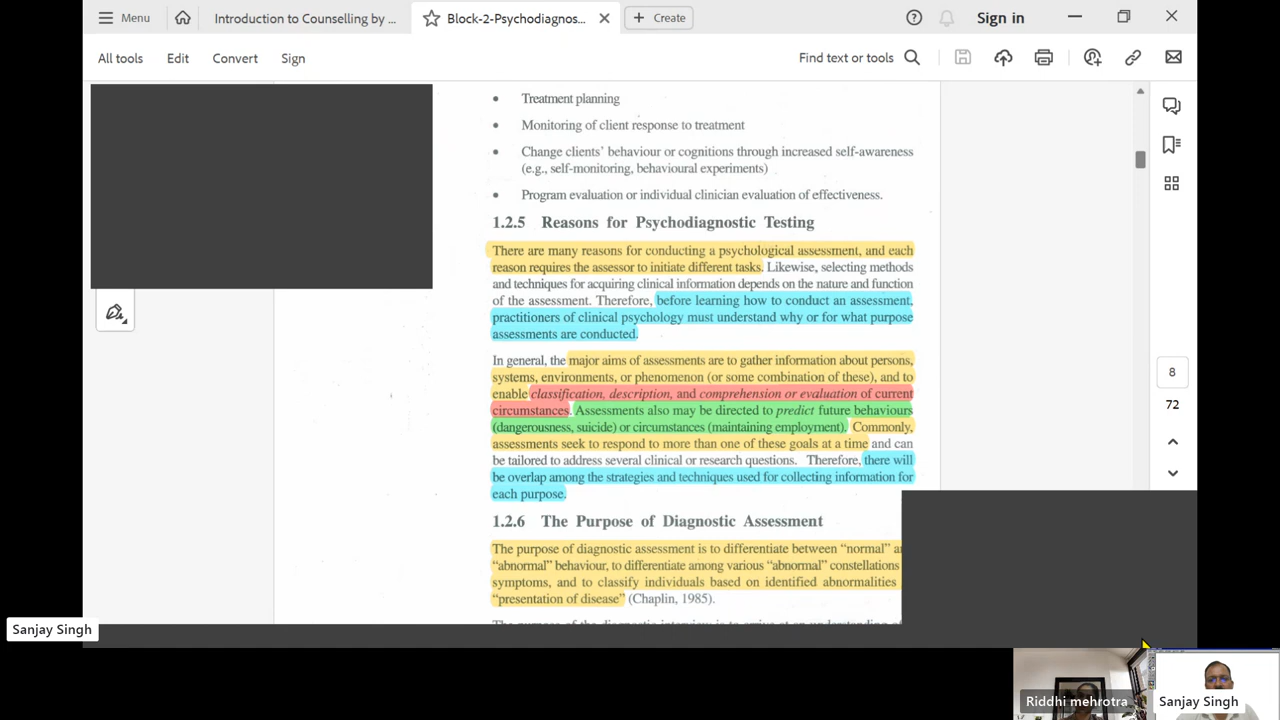 Menu
Introduction to Counselling by ...
Block-2-Psychodiagnos...
Create
Sign in
All tools
Edit
Convert
Sign
Find text or tools
• Treatment planning
• Monitoring of client response to treatment
• Change clients' behaviour or cognitions through increased self-awareness
(e.g., self-monitoring, behavioural experiments)
• Program evaluation or individual clinician evaluation of effectiveness.
1.2.5 Reasons for Psychodiagnostic Testing
There are many reasons for conducting a psychological assessment, and each
reason requires the assessor to initiate different tasks. Likewise, selecting methods
and techniques for acquiring clinical information depends on the nature and function
of the assessment. Therefore, before learning how to conduct an assessment,
practitioners of clinical psychology must understand why or for what purpose
assessments are conducted.
In general, the major aims of assessments are to gather information about persons,
systems, environments, or phenomenon (or some combination of these), and to
enable classification, description, and comprehension or evaluation of current
circumstances. Assessments also may be directed to predict future behaviours
(dangerousness, suicide) or circumstances (maintaining employment). Commonly,
assessments seek to respond to more than one of these goals at a time and can
be tailored to address several clinical or research questions. Therefore, there will
be overlap among the strategies and techniques used for collecting information for
each purpose.
1.2.6 The Purpose of Diagnostic Assessment
The purpose of diagnostic assessment is to differentiate between "normal"
"abnormal" behaviour, to differentiate among various "abnormal" constellations
symptoms, and to classify individuals based on identified abnormalities
"presentation of disease" (Chaplin, 1985).
8
72
Sanjay Singh
Riddhi mehrotra
Sanjay Singh